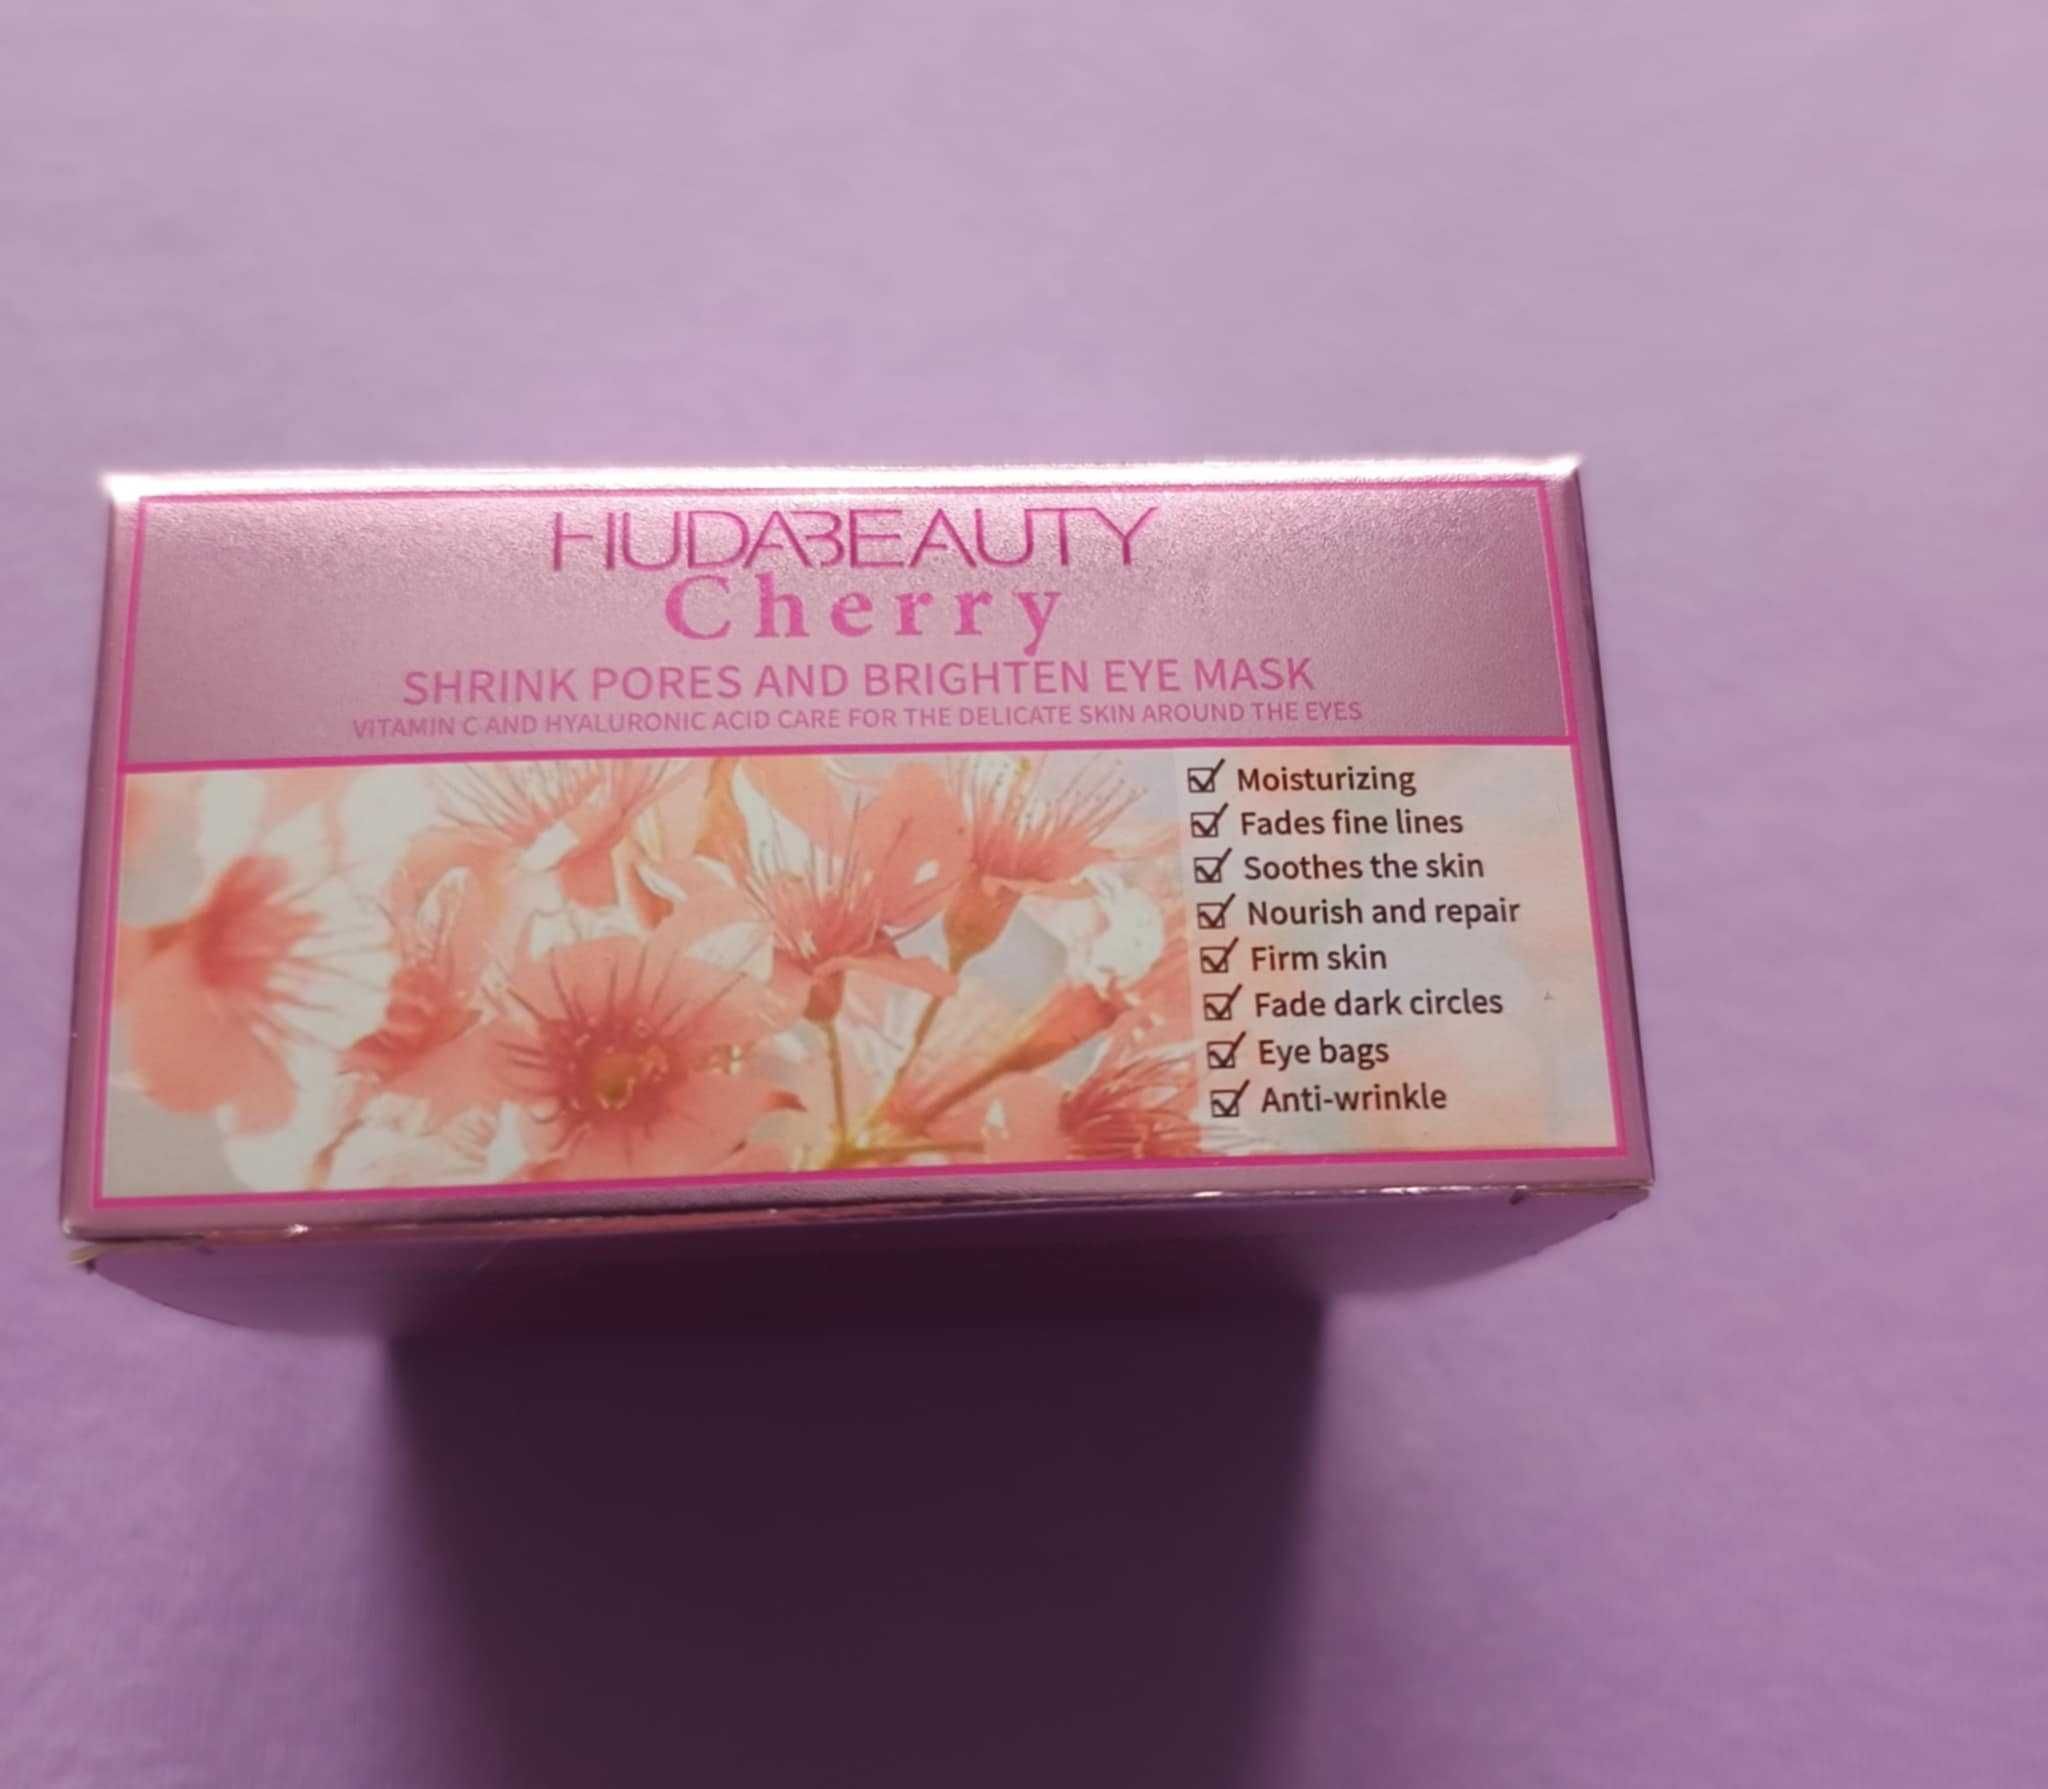 HUDABEAUTY
Cherry
SHRINK PORES AND BRIGHTEN EYE MASK
VITAMIN C AND HYALURONIC ACID CARE FOR THE DELICATE SKIN AROUND THE EYES
Moisturizing
Fades fine lines
Soothes the skin
Nourish and repair
Firm skin
Fade dark circles
Eye bags
Anti-wrinkle